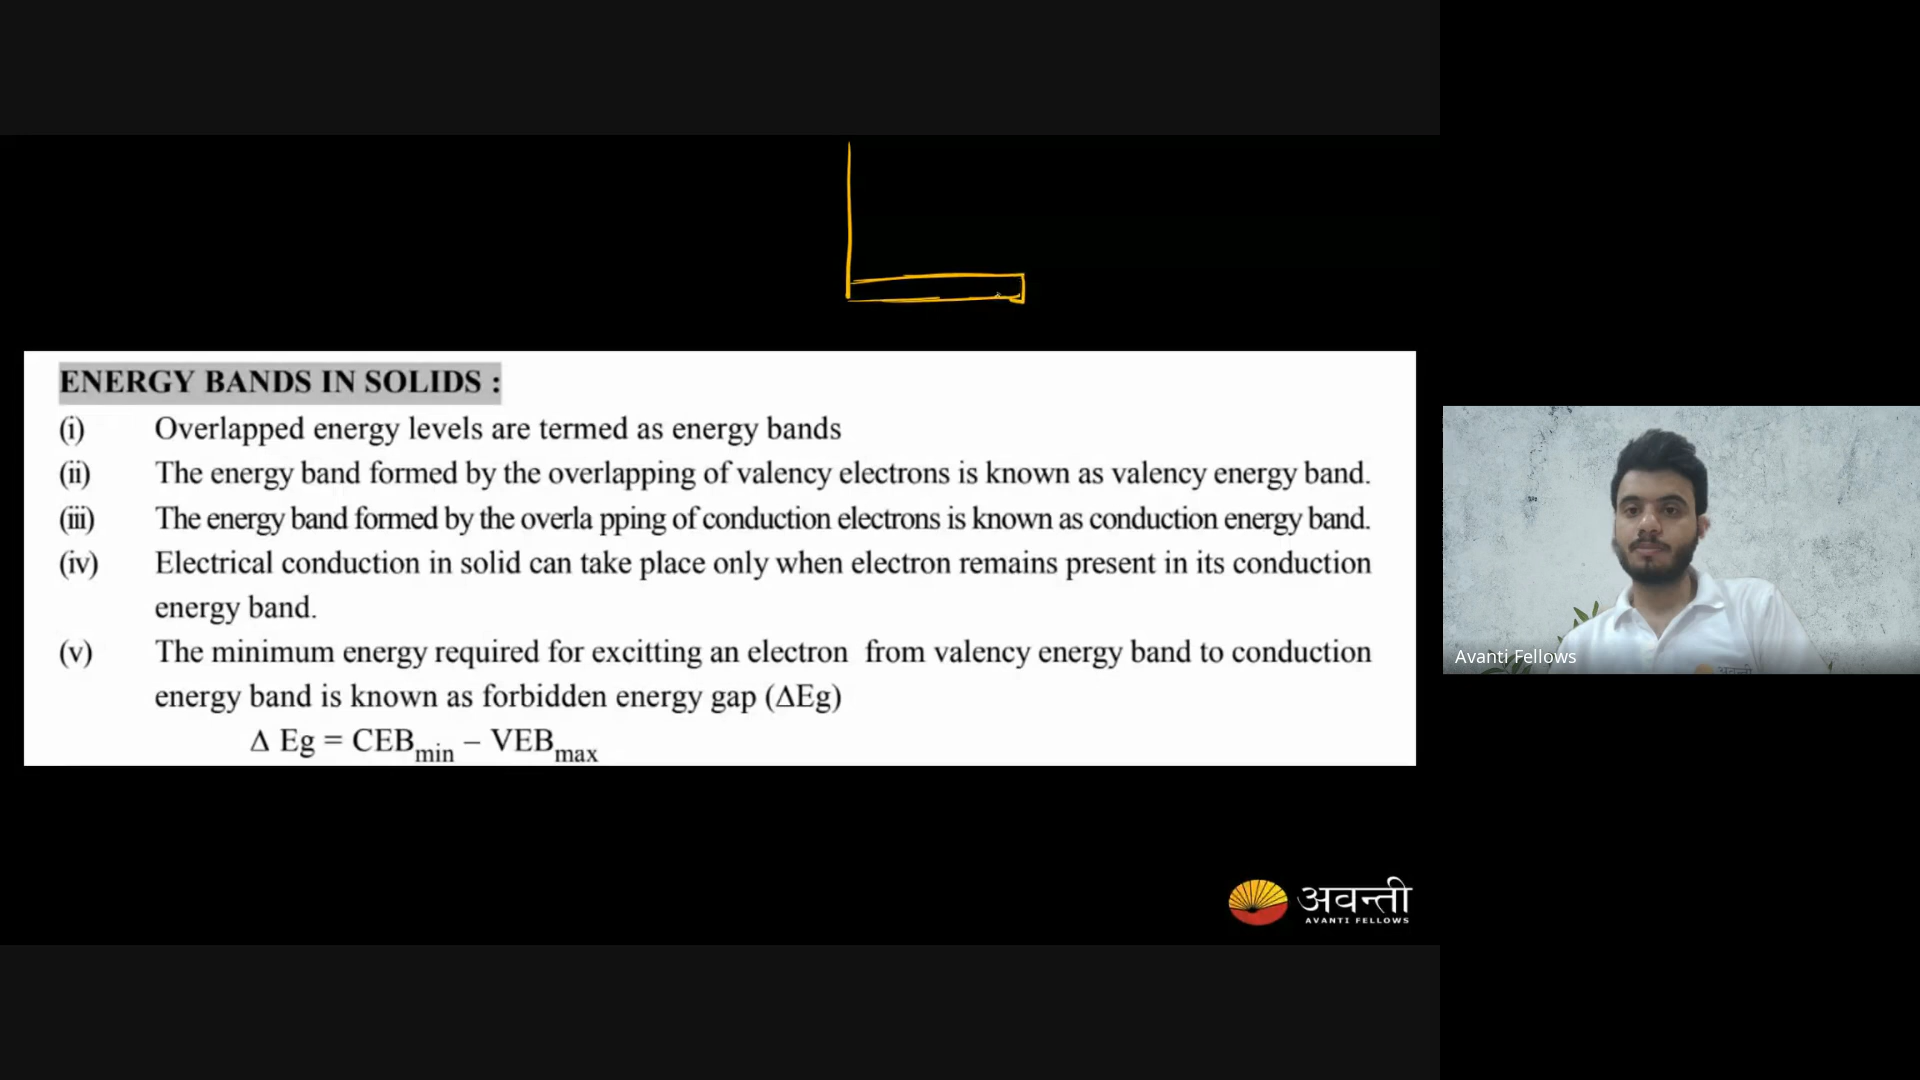 ENERGY BANDS IN SOLIDS :
(i) Overlapped energy levels are termed as energy bands
(ii) The energy band formed by the overlapping of valency electrons is known as valency energy band.
(iii) The energy band formed by the overla pping of conduction electrons is known as conduction energy band.
(iv) Electrical conduction in solid can take place only when electron remains present in its conduction
energy band.
(v) The minimum energy required for excitting an electron from valency energy band to conduction
energy band is known as forbidden energy gap (ΔEg)
Δ Eg = CEBmin – VEBmax
Avanti Fellows
अवन्ती
AVANTI FELLOWS